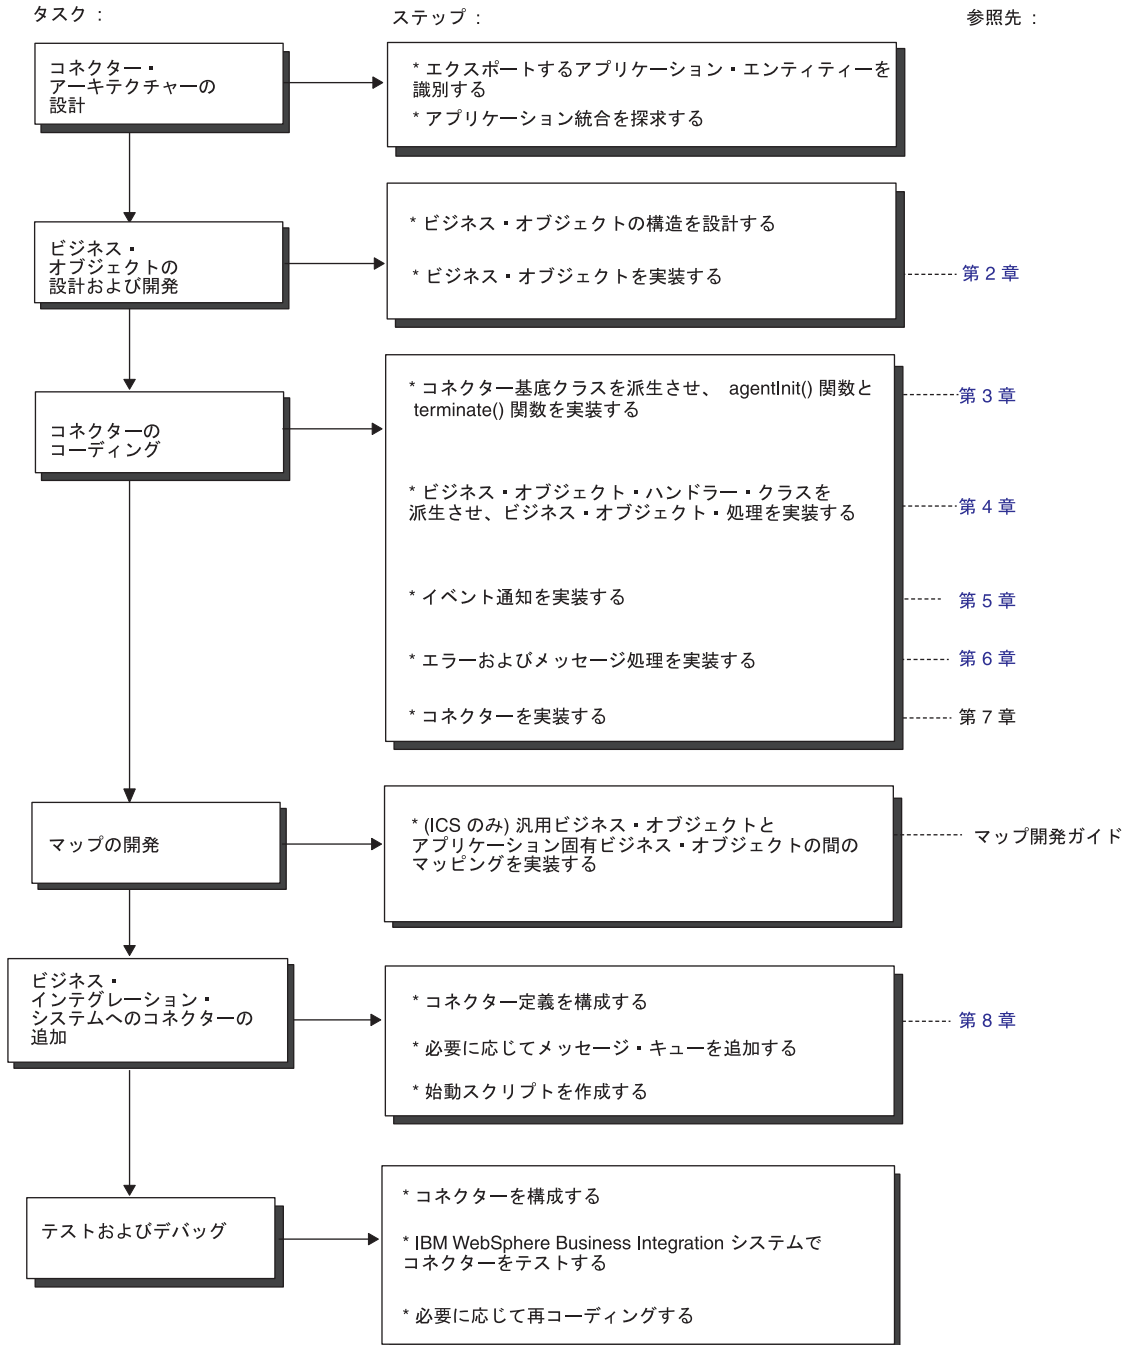 タスク :
ステップ :
参照先 :
コネクター・
アーキテクチャーの
設計
* エクスポートするアプリケーション・エンティティーを
識別する
* アプリケーション統合を探求する
ビジネス・
オブジェクトの
設計および開発
* ビジネス・オブジェクトの構造を設計する
* ビジネス・オブジェクトを実装する
第 2 章
コネクターの
コーディング
* コネクター基底クラスを派生させ、 agentInit() 関数と
terminate() 関数を実装する
第 3 章
* ビジネス・オブジェクト・ハンドラー・クラスを
派生させ、ビジネス・オブジェクト・処理を実装する
第 4 章
* イベント通知を実装する
第 5 章
* エラーおよびメッセージ処理を実装する
第 6 章
* コネクターを実装する
第 7 章
マップの開発
* (ICS のみ) 汎用ビジネス・オブジェクトと
アプリケーション固有ビジネス・オブジェクトの間の
マッピングを実装する
マップ開発ガイド
ビジネス・
インテグレーション・
システムへのコネクターの
追加
* コネクター定義を構成する
* 必要に応じてメッセージ・キューを追加する
* 始動スクリプトを作成する
第 8 章
テストおよびデバッグ
* コネクターを構成する
* IBM WebSphere Business Integration システムで
コネクターをテストする
* 必要に応じて再コーディングする